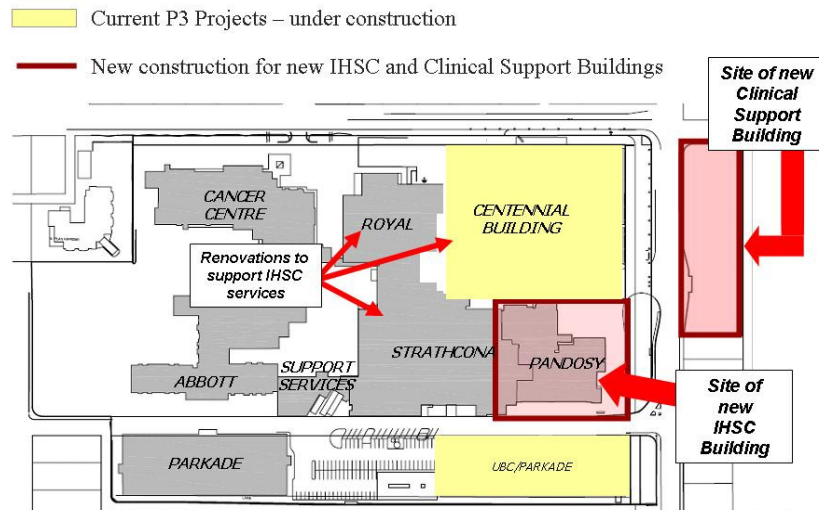 Current P3 Projects – under construction
New construction for new IHSC and Clinical Support Buildings
Site of new
Clinical
Support
Building
CANCER
CENTRE
ROYAL
CENTENNIAL
BUILDING
Renovations to
support IHSC
services
STRATHCONA
PANDOSY
SUPPORT
SERVICES
ABBOTT
Site of
new
IHSC
Building
PARKADE
UBC/PARKADE